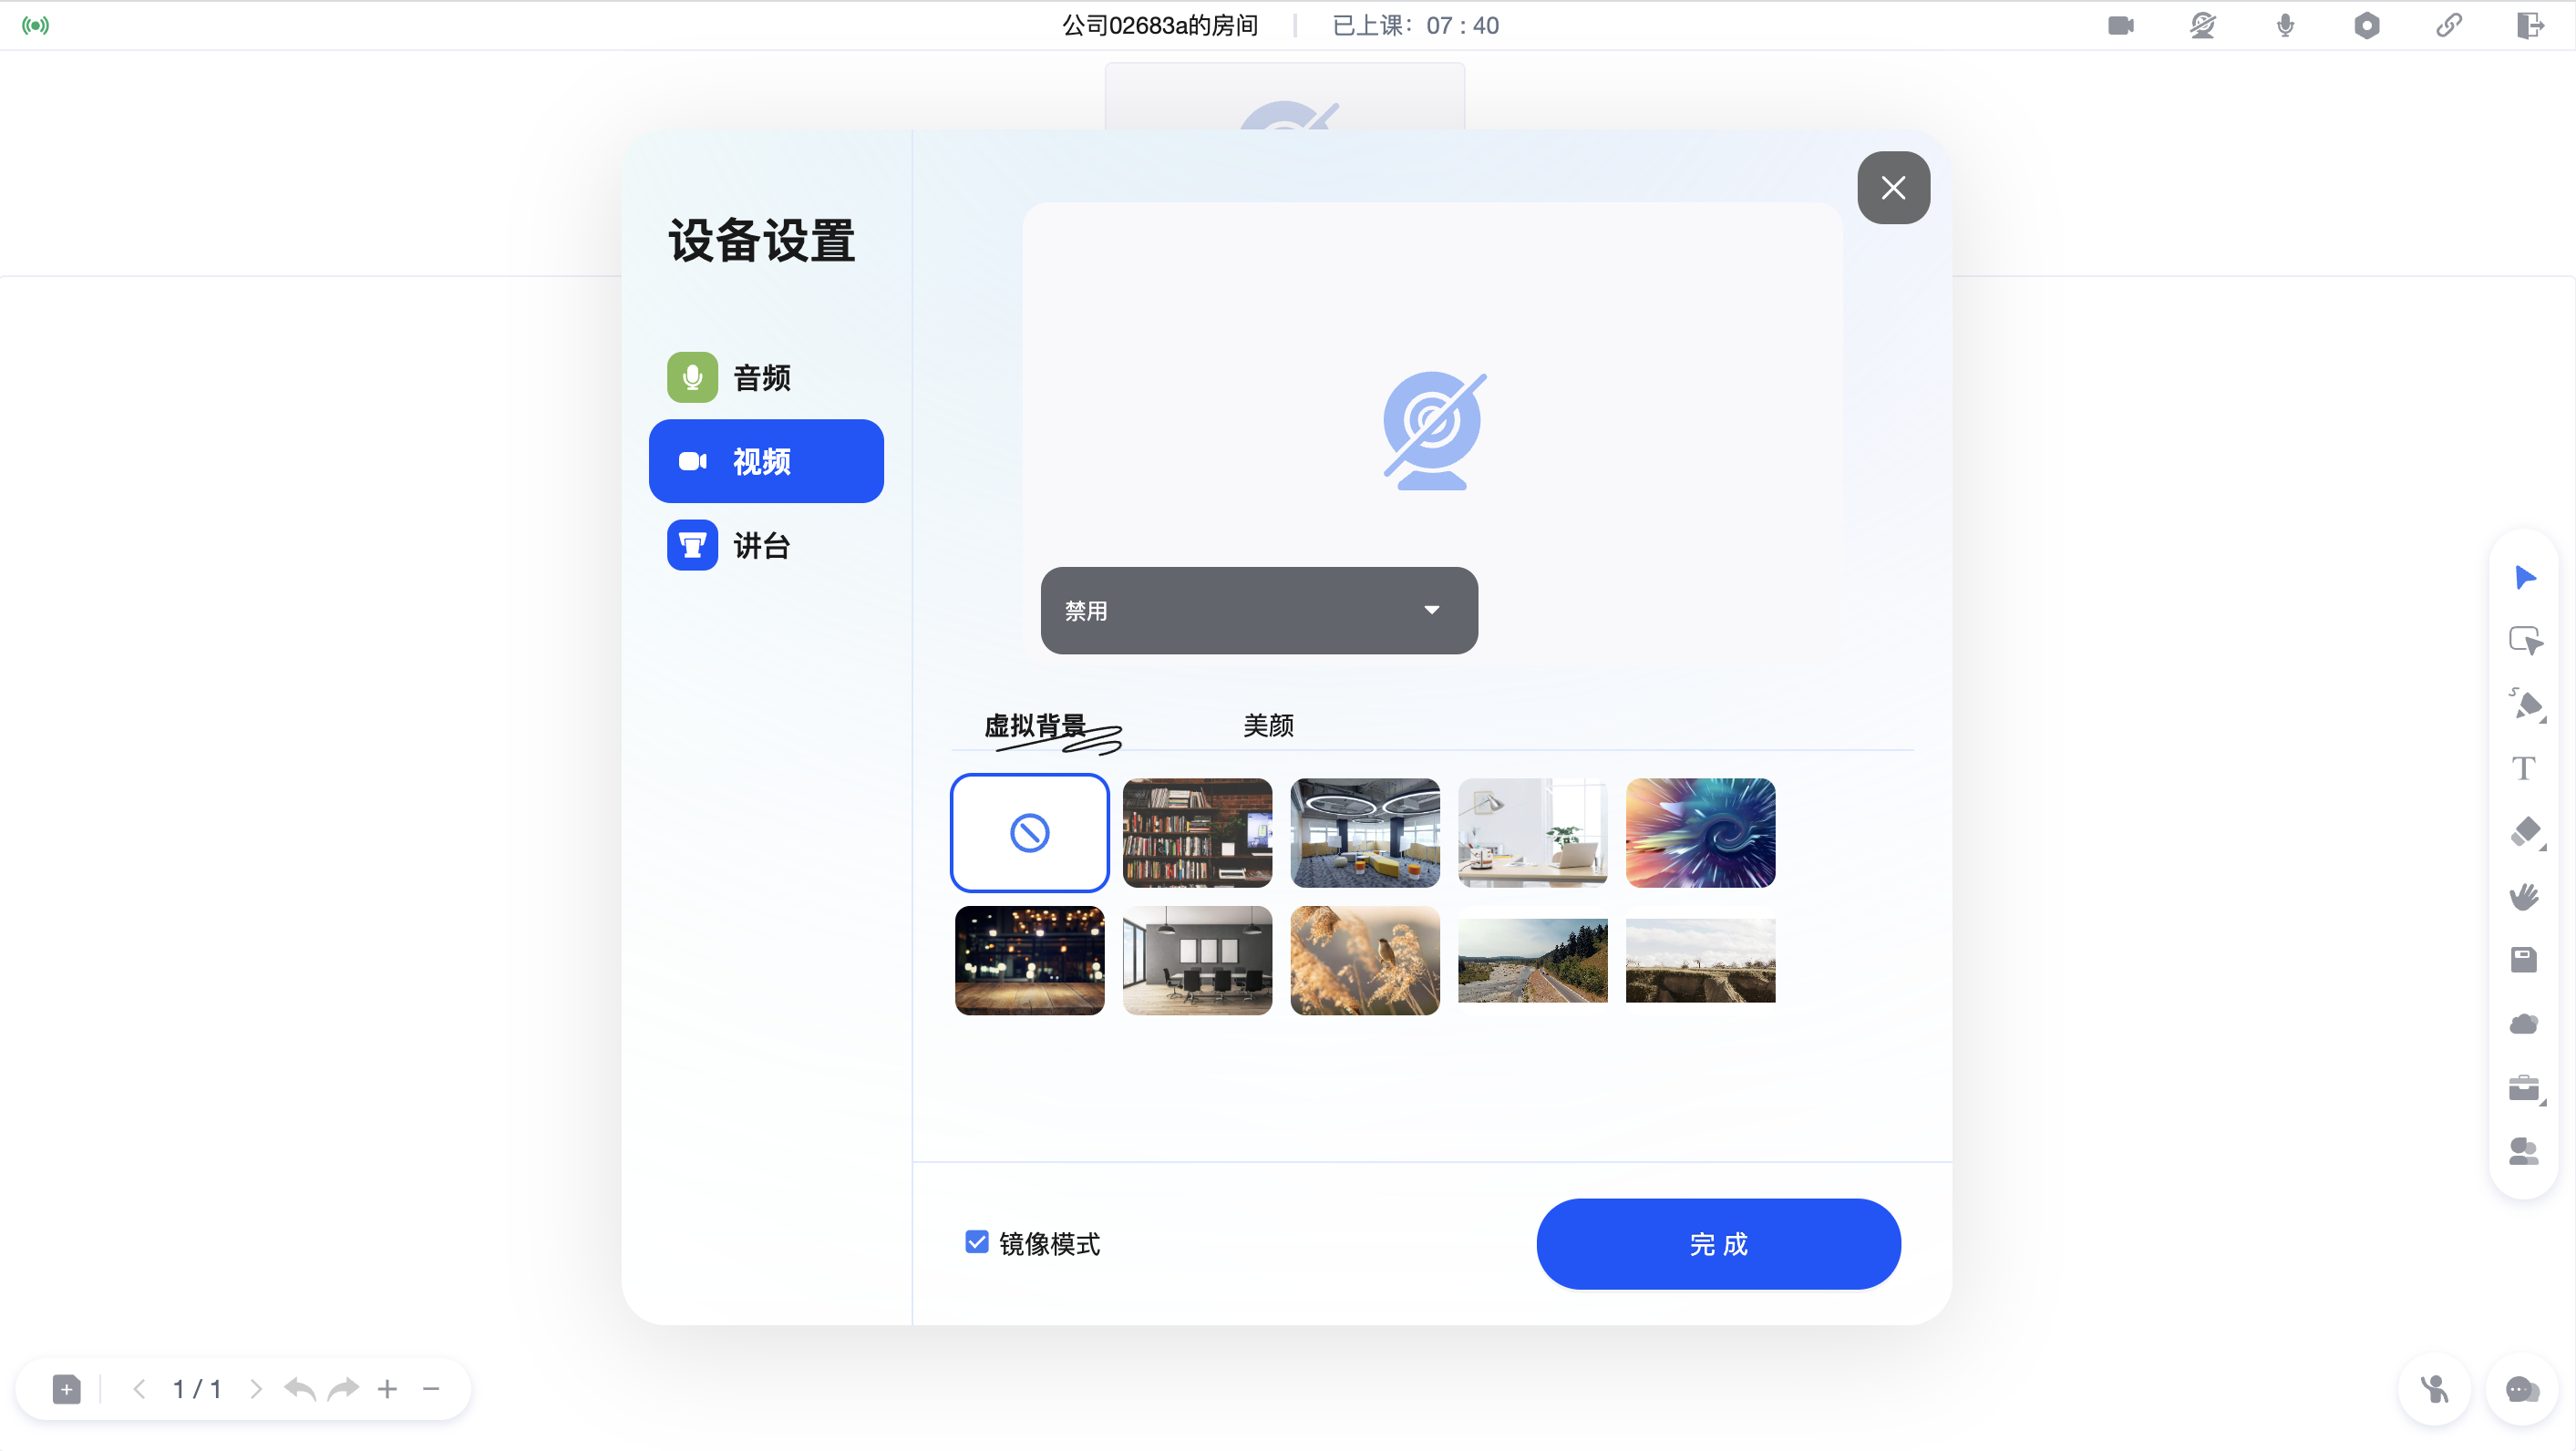 公司02683a的房间 | 已上课：07 : 40
设备设置
音频
视频
讲台
禁用
虚拟背景 美颜
镜像模式
完 成
T
1 / 1